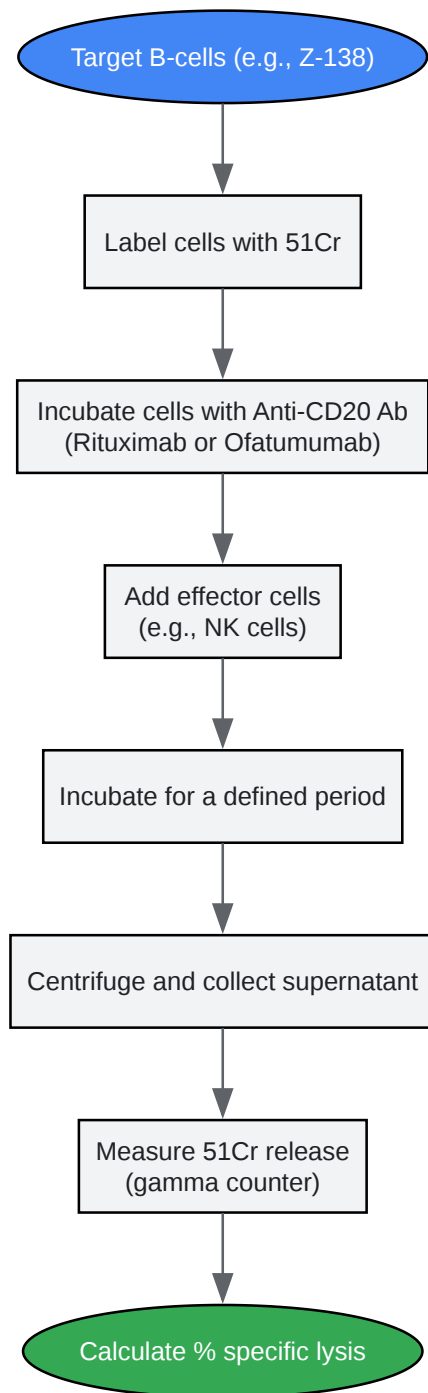 Target B-cells (e.g., Z-138)
Label cells with 51Cr
Incubate cells with Anti-CD20 Ab
(Rituximab or Ofatumumab)
Add effector cells
(e.g., NK cells)
Incubate for a defined period
Centrifuge and collect supernatant
Measure 51Cr release
(gamma counter)
Calculate % specific lysis